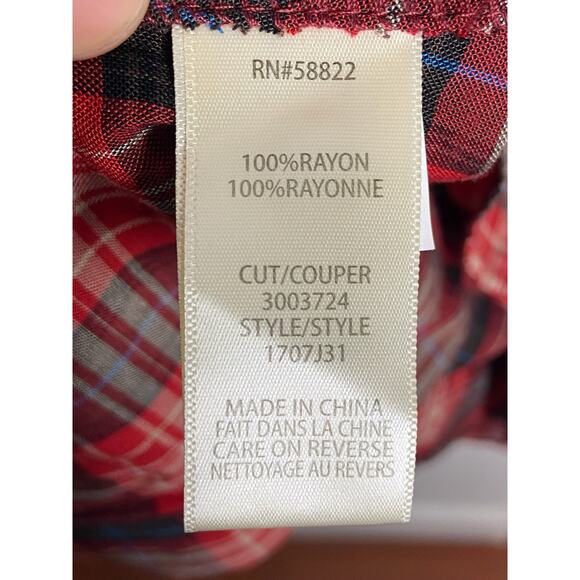 RN#58822
100%RAYON
100%RAYONNE
CUT/COUPER
3003724
STYLE/STYLE
1707J31
MADE IN CHINA
FAIT DANS LA CHINE
CARE ON REVERSE
NETTOYAGE AU REVERS